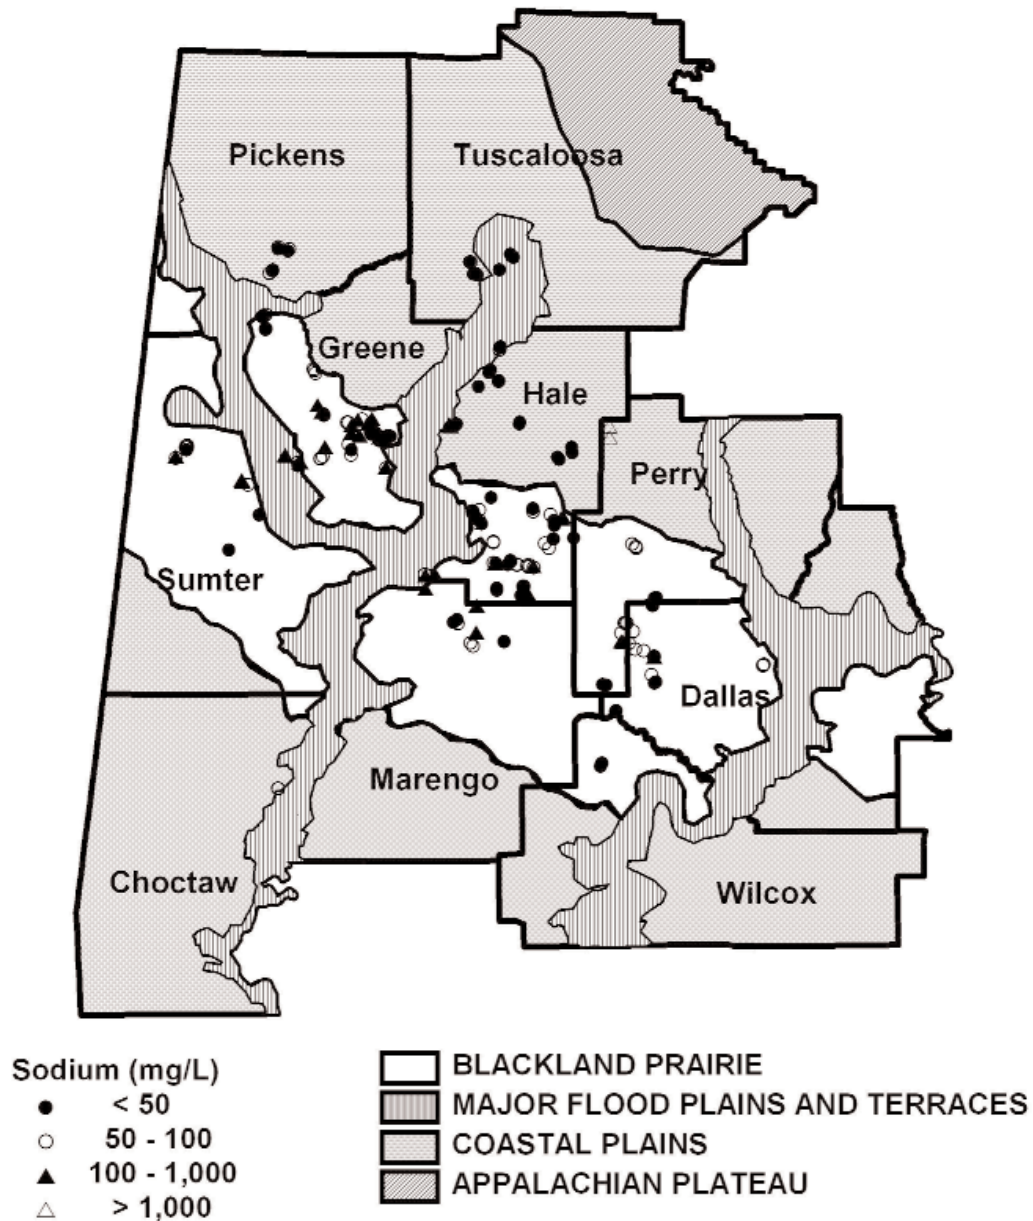 Pickens
Tuscaloosa
Greene
Hale
Perry
Sumter
Dallas
Marengo
Choctaw
Wilcox
Sodium (mg/L)
< 50
50 - 100
100 - 1,000
> 1,000
BLACKLAND PRAIRIE
MAJOR FLOOD PLAINS AND TERRACES
COASTAL PLAINS
APPALACHIAN PLATEAU